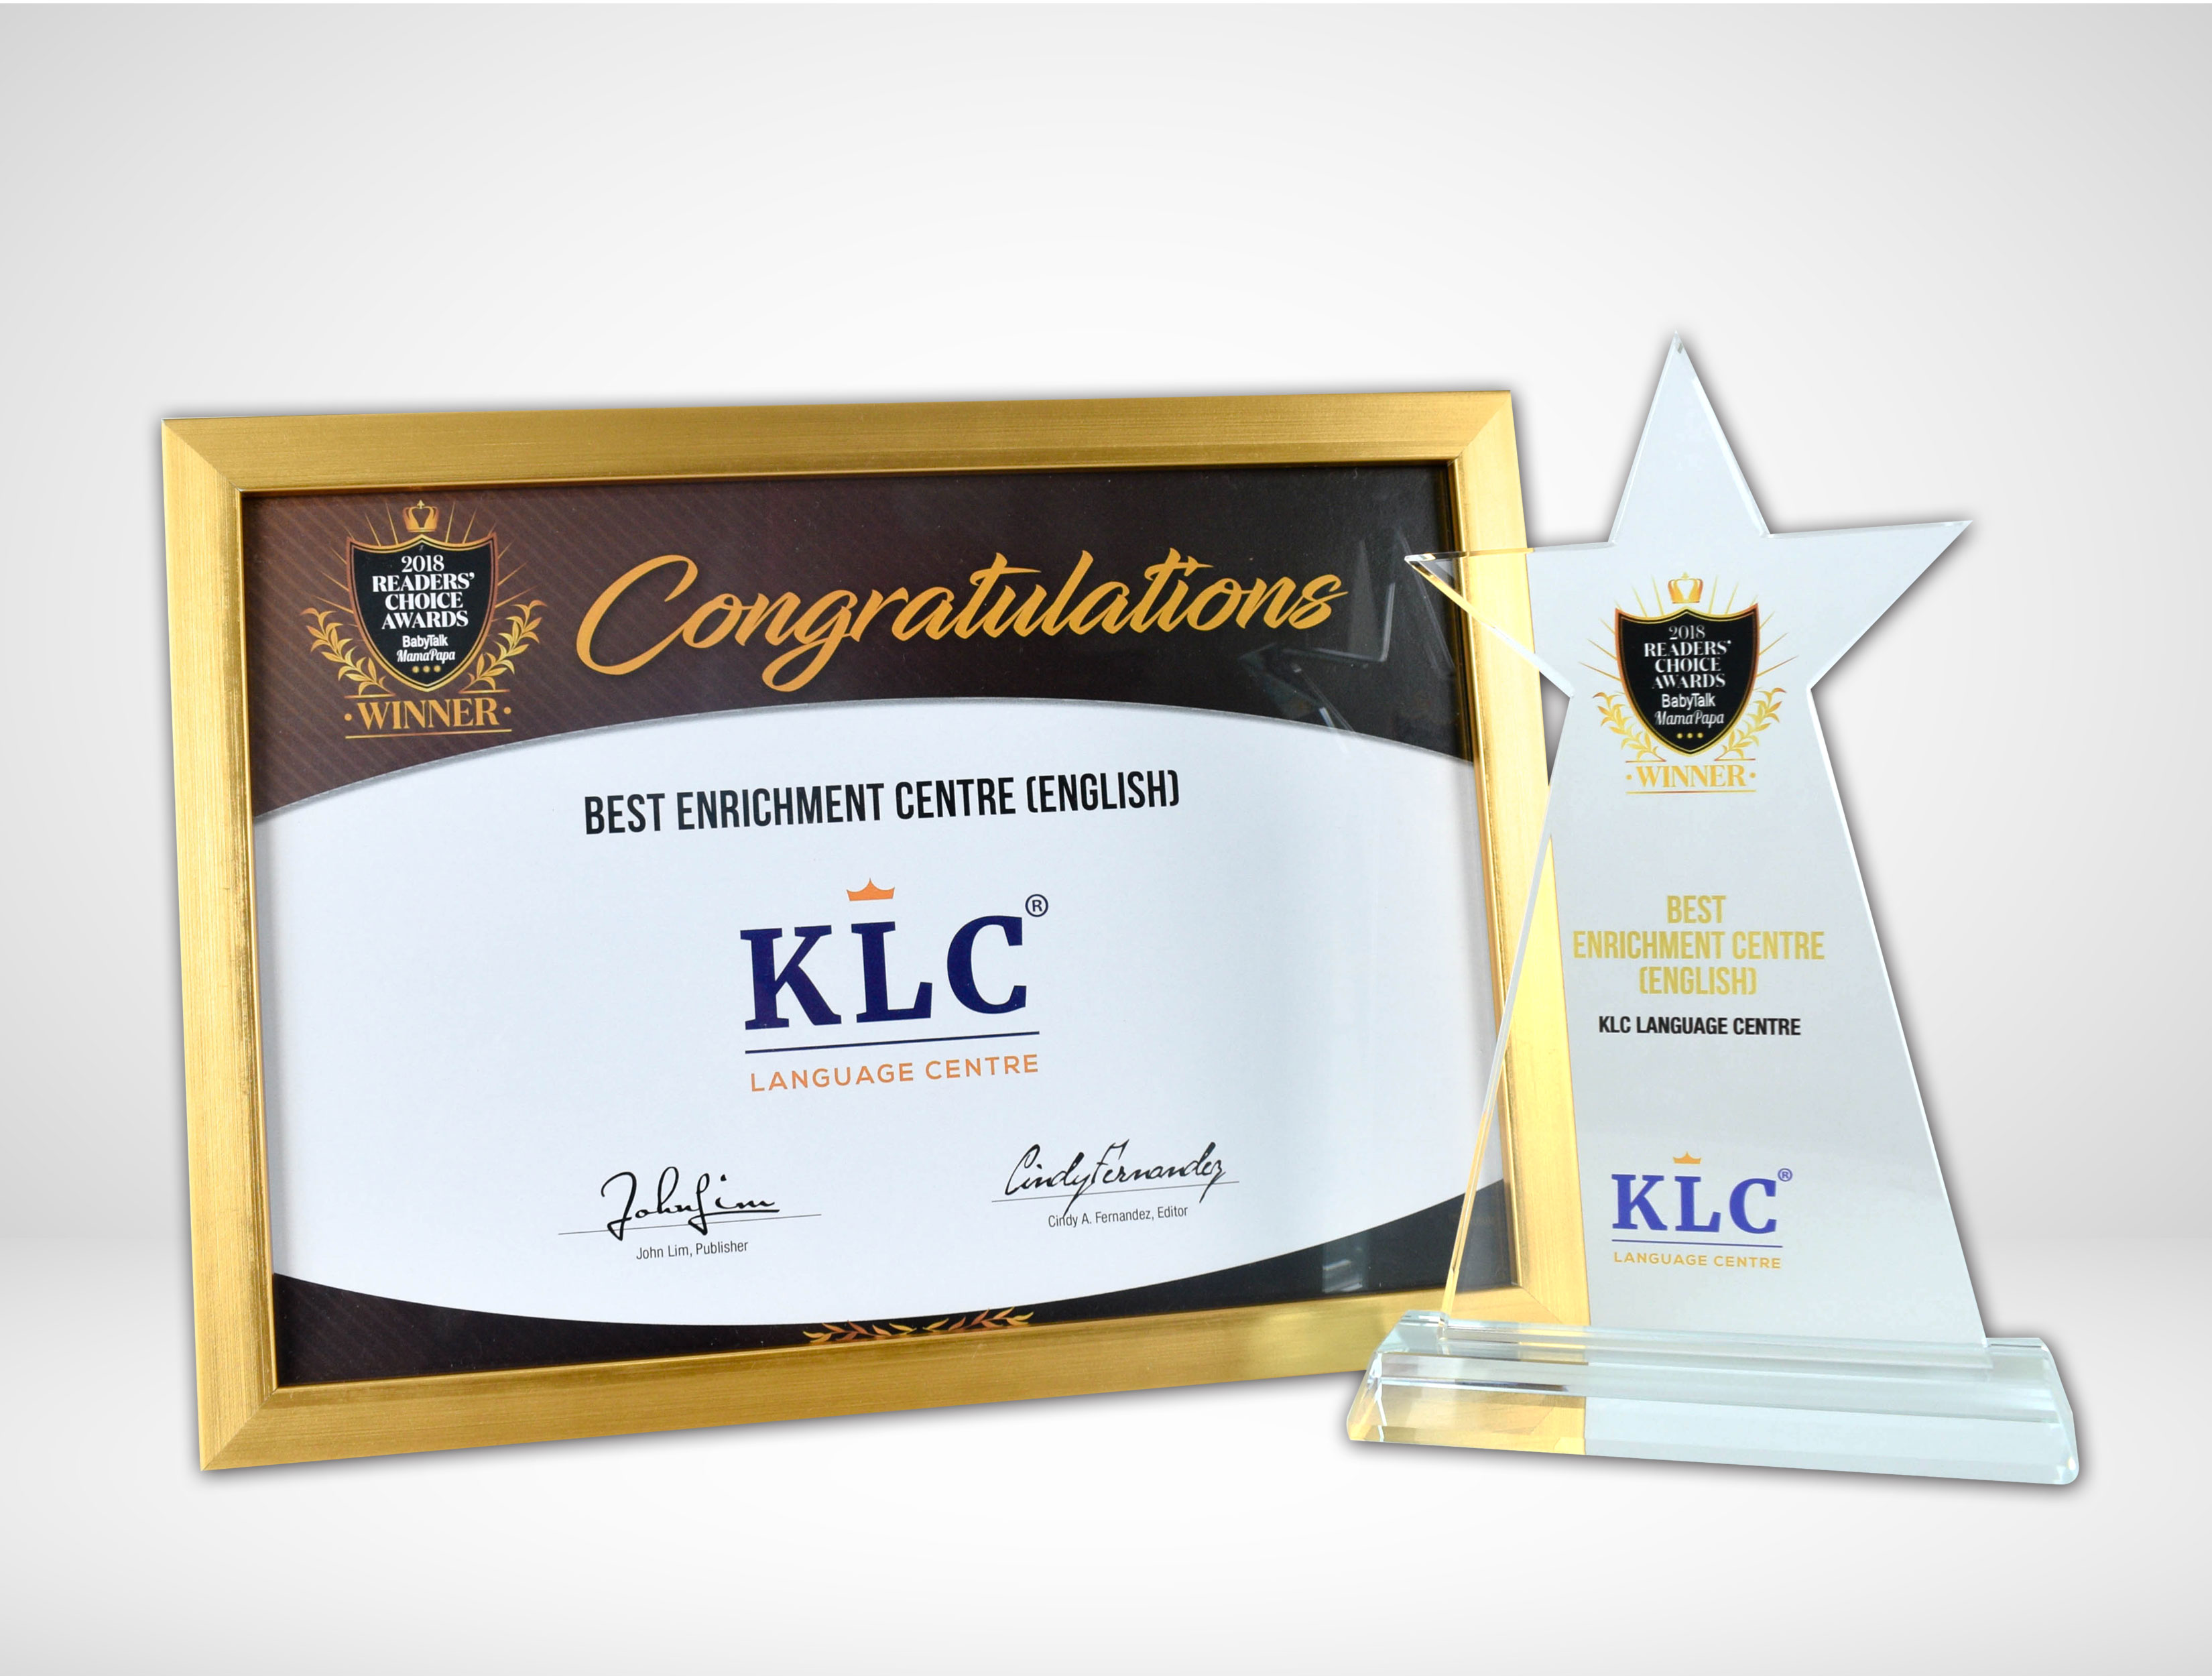 2018
READERS'
CHOICE
AWARDS
BabyTalk
MamaPapa
·WINNER·
Congratulations
BEST ENRICHMENT CENTRE (ENGLISH)
KLC®
LANGUAGE CENTRE
John Lim
John Lim, Publisher
Cindy Fernandez
Cindy A. Fernandez, Editor
2018
READERS'
CHOICE
AWARDS
BabyTalk
MamaPapa
·WINNER·
BEST
ENRICHMENT CENTRE
(ENGLISH)
KLC LANGUAGE CENTRE
KLC®
LANGUAGE CENTRE